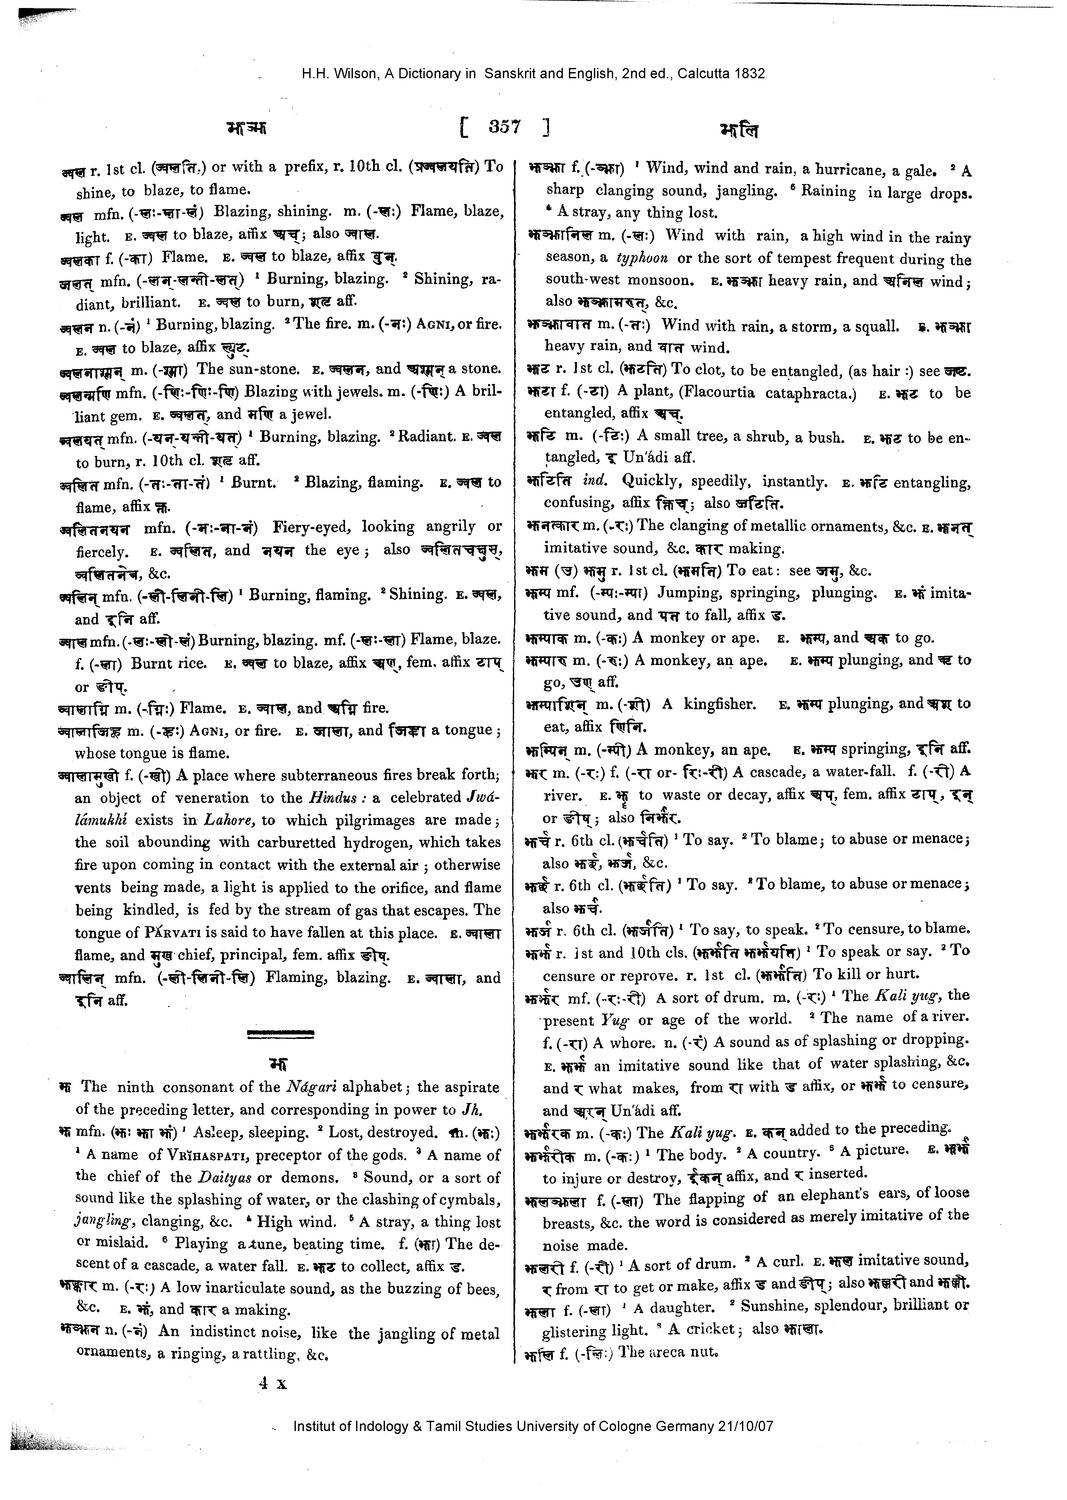 H.H. Wilson, A Dictionary in Sanskrit and English, 2nd ed., Calcutta 1832
झञ्झ [ 357 ] झलि
ज्वल r. 1st cl. (ज्वलति,) or with a prefix, r. 10th cl. (प्रज्वलयति) To
shine, to blaze, to flame.
ज्वल mfn. (-लः-ला-लं) Blazing, shining. m. (-लः) Flame, blaze,
light. E. ज्वल to blaze, affix अच्; also ज्वाल.
ज्वलका f. (-का) Flame. E. ज्वल to blaze, affix वुन्.
ज्वलत् mfn. (-लन्-लन्ती-लत्) ¹ Burning, blazing. ² Shining, ra-
diant, brilliant. E. ज्वल to burn, शतृ aff.
ज्वलन n. (-नं) ¹ Burning, blazing. ² The fire. m. (-नः) AGNI, or fire.
E. ज्वल to blaze, affix ल्युट्.
ज्वलनाश्मन् m. (-श्मा) The sun-stone. E. ज्वलन, and अश्मन् a stone.
ज्वलन्मणि mfn. (-णिः-णिः-णि) Blazing with jewels. m. (-णिः) A bril-
liant gem. E. ज्वलत्, and मणि a jewel.
ज्वलयत् mfn. (-यन्-यन्ती-यत्) ¹ Burning, blazing. ² Radiant. E. ज्वल
to burn, r. 10th cl. शतृ aff.
ज्वलित mfn. (-तः-ता-तं) ¹ Burnt. ² Blazing, flaming. E. ज्वल to
flame, affix क्त.
ज्वलितनयन mfn. (-नः-ना-नं) Fiery-eyed, looking angrily or
fiercely. E. ज्वलित, and नयन the eye; also ज्वलितचक्षुस्,
ज्वलितनेत्र, &c.
ज्वलिन् mfn. (-ली-लिनी-लि) ¹ Burning, flaming. ² Shining. E. ज्वल,
and इनि aff.
ज्वाल mfn. (-लः-ली-लं) Burning, blazing. mf. (-लः-ला) Flame, blaze.
f. (-ला) Burnt rice. E. ज्वल to blaze, affix अण्, fem. affix टाप्
or ङीप्.
ज्वालाग्नि m. (-ग्निः) Flame. E. ज्वाल, and अग्नि fire.
ज्वालाजिह्व m. (-ह्वः) AGNI, or fire. E. ज्वाला, and जिह्वा a tongue;
whose tongue is flame.
ज्वालामुखी f. (-खी) A place where subterraneous fires break forth;
an object of veneration to the Hindus: a celebrated Jwá-
lámukhí exists in Lahore, to which pilgrimages are made;
the soil abounding with carburetted hydrogen, which takes
fire upon coming in contact with the external air; otherwise
vents being made, a light is applied to the orifice, and flame
being kindled, is fed by the stream of gas that escapes. The
tongue of PÁRVATI is said to have fallen at this place. E. ज्वाला
flame, and मुख chief, principal, fem. affix ङीष्.
ज्वालिन् mfn. (-ली-लिनी-लि) Flaming, blazing. E. ज्वाला, and
इनि aff.
झ
झ The ninth consonant of the Nágari alphabet; the aspirate
of the preceding letter, and corresponding in power to Jh.
झ mfn. (झः झा झं) ¹ Asleep, sleeping. ² Lost, destroyed. m. (झः)
¹ A name of VRĬHASPATI, preceptor of the gods. ² A name of
the chief of the Daityas or demons. ³ Sound, or a sort of
sound like the splashing of water, or the clashing of cymbals,
jangling, clanging, &c. ⁴ High wind. ⁵ A stray, a thing lost
or mislaid. ⁶ Playing a tune, beating time. f. (झा) The de-
scent of a cascade, a water fall. E. झट to collect, affix ड.
झङ्कार m. (-रः) A low inarticulate sound, as the buzzing of bees,
&c. E. झं, and कार a making.
झञ्झन n. (-नं) An indistinct noise, like the jangling of metal
ornaments, a ringing, a rattling, &c.
4 X
झञ्झा f. (-ञ्झा) ¹ Wind, wind and rain, a hurricane, a gale. ² A
sharp clanging sound, jangling. ³ Raining in large drops.
⁴ A stray, any thing lost.
झञ्झानिल m. (-लः) Wind with rain, a high wind in the rainy
season, a typhoon or the sort of tempest frequent during the
south-west monsoon. E. झञ्झा heavy rain, and अनिल wind;
also झञ्झामरुत्, &c.
झञ्झावात m. (-तः) Wind with rain, a storm, a squall. E. झञ्झा
heavy rain, and वात wind.
झट r. 1st cl. (झटति) To clot, to be entangled, (as hair:) see जट.
झटा f. (-टा) A plant, (Flacourtia cataphracta.) E. झट to be
entangled, affix अच्.
झटि m. (-टिः) A small tree, a shrub, a bush. E. झट to be en-
tangled, इ Un'ádi aff.
झटिति ind. Quickly, speedily, instantly. E. झटि entangling,
confusing, affix क्तिच्; also जटिति.
झनत्कार m. (-रः) The clanging of metallic ornaments, &c. E. झनत्
imitative sound, &c. कार making.
झम (उ) झमु r. 1st cl. (झमति) To eat: see जमु, &c.
झम्प mf. (-म्पः-म्पा) Jumping, springing, plunging. E. झं imita-
tive sound, and पत to fall, affix ड.
झम्पाक m. (-कः) A monkey or ape. E. झम्प, and अक to go.
झम्पारु m. (-रुः) A monkey, an ape. E. झम्प plunging, and ऋ to
go, उण् aff.
झम्पाशिन् m. (-शी) A kingfisher. E. झम्प plunging, and अश to
eat, affix णिनि.
झम्पिन् m. (-म्पी) A monkey, an ape. E. झम्प springing, इनि aff.
झर m. (-रः) f. (-रा or- रिः-री) A cascade, a water-fall. f. (-री) A
river. E. झॄ to waste or decay, affix अप्, fem. affix टाप्, इन्
or ङीष्; also निर्झर.
झर्च r. 6th cl. (झर्चति) ¹ To say. ² To blame; to abuse or menace;
also झर्छ, झर्ज, &c.
झर्छ r. 6th cl. (झर्छति) ¹ To say. ² To blame, to abuse or menace;
also झर्च.
झर्ज r. 6th cl. (झर्जति) ¹ To say, to speak. ² To censure, to blame.
झर्झ r. 1st and 10th cls. (झर्झति झर्झयति) ¹ To speak or say. ² To
censure or reprove. r. 1st cl. (झर्झति) To kill or hurt.
झर्झर mf. (-रः-री) A sort of drum. m. (-रः) ¹ The Kali yug, the
present Yug or age of the world. ² The name of a river.
f. (-रा) A whore. n. (-रं) A sound as of splashing or dropping.
E. झर्झ an imitative sound like that of water splashing, &c.
and र what makes, from रा with ड affix, or झर्झ to censure,
and अरन् Un'ádi aff.
झर्झरक m. (-कः) The Kali yug. E. कन् added to the preceding.
झर्झरीक m. (-कः) ¹ The body. ² A country. ³ A picture. E. झर्झ
to injure or destroy, ईकन् affix, and र inserted.
झलञ्झला f. (-ला) The flapping of an elephant's ears, of loose
breasts, &c. the word is considered as merely imitative of the
noise made.
झलरी f. (-री) ¹ A sort of drum. ² A curl. E. झल imitative sound,
र from रा to get or make, affix ड and ङीप्; also झल्लरी and झल्ली.
झला f. (-ला) ¹ A daughter. ² Sunshine, splendour, brilliant or
glistering light. ³ A cricket; also झाला.
झलि f. (-लिः) The areca nut.
Institut of Indology & Tamil Studies University of Cologne Germany 21/10/07